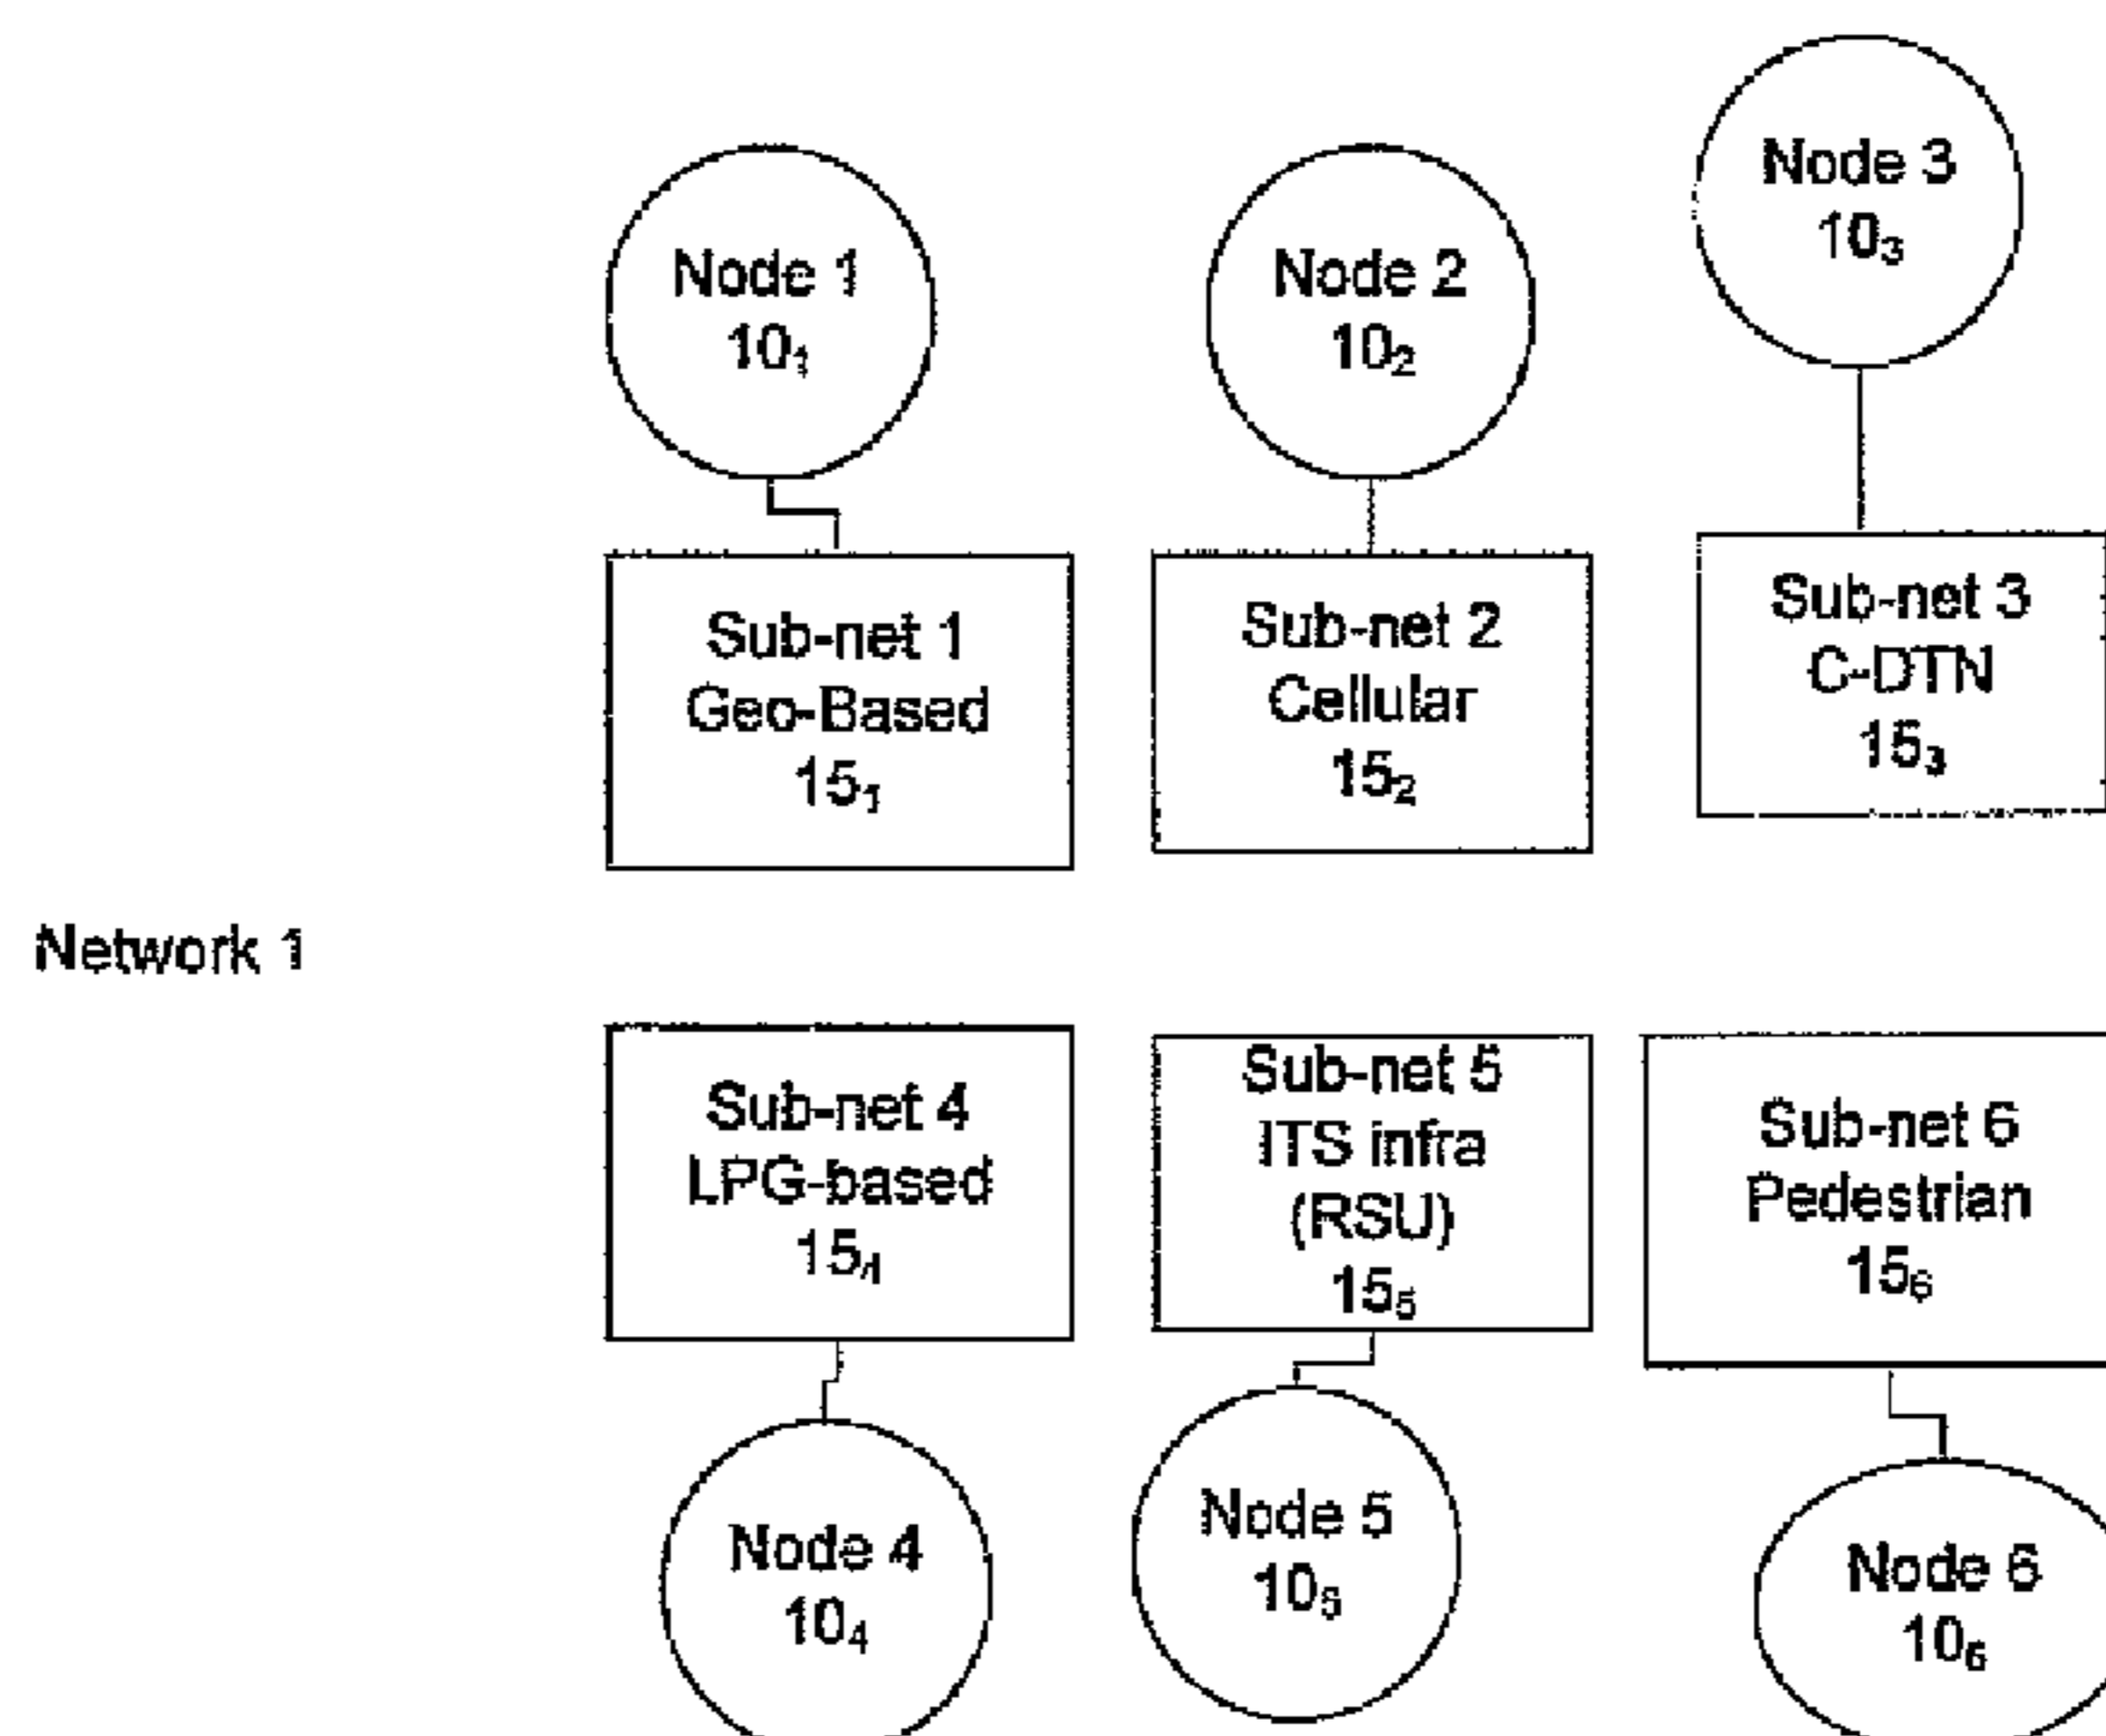 Node 1
10₁
Node 2
10₂
Node 3
10₃
Sub-net 1
Geo-Based
15₁
Sub-net 2
Cellular
15₂
Sub-net 3
C-DTN
15₃
Network 1
Sub-net 4
LPG-based
15₄
Sub-net 5
ITS infra
(RSU)
15₅
Sub-net 6
Pedestrian
15₆
Node 4
10₄
Node 5
10₅
Node 6
10₆